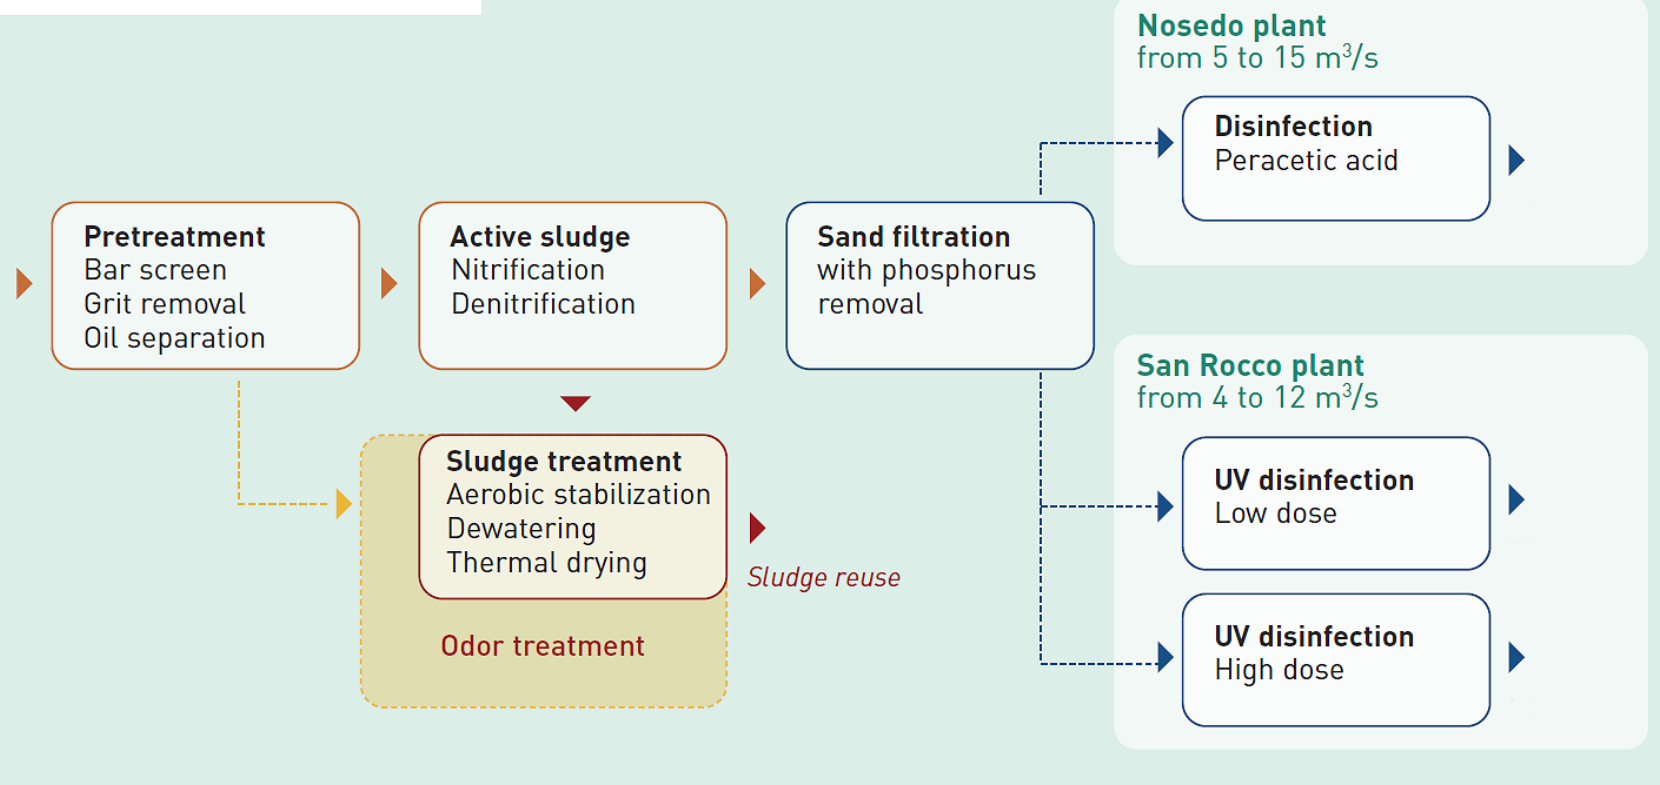 Nosedo plant
from 5 to 15 m³/s
Disinfection
Peracetic acid
Pretreatment
Bar screen
Grit removal
Oil separation
Active sludge
Nitrification
Denitrification
Sand filtration
with phosphorus
removal
San Rocco plant
from 4 to 12 m³/s
Sludge treatment
Aerobic stabilization
Dewatering
Thermal drying
Sludge reuse
Odor treatment
UV disinfection
Low dose
UV disinfection
High dose